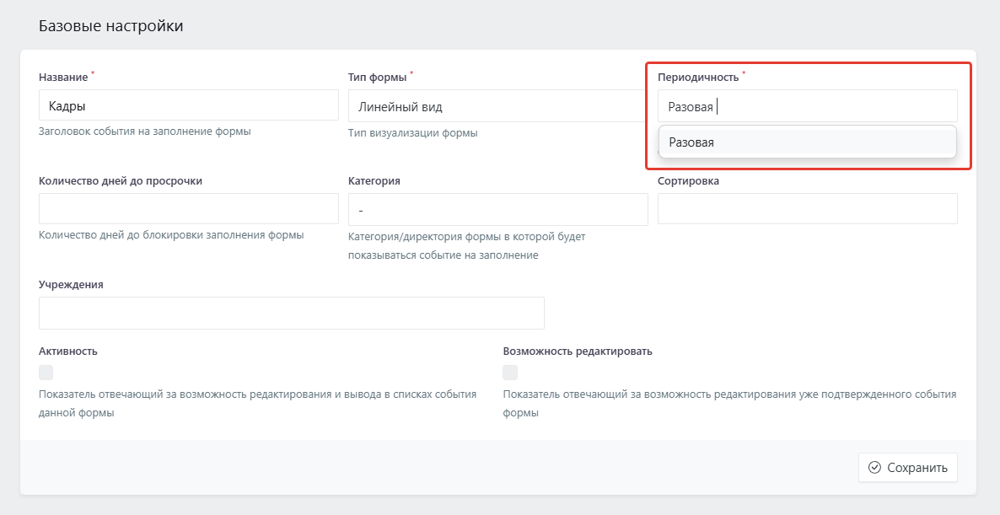 Базовые настройки
Название *
Тип формы *
Периодичность *
Кадры
Линейный вид
Разовая
Заголовок события на заполнение формы
Тип визуализации формы
Разовая
Количество дней до просрочки
Категория
Сортировка
-
Количество дней до блокировки заполнения формы
Категория/директория формы в которой будет
показываться событие на заполнение
Учреждения
Активность
Возможность редактировать
Показатель отвечающий за возможность редактирования и вывода в списках события
данной формы
Показатель отвечающий за возможность редактирования уже подтвержденного события
формы
Сохранить